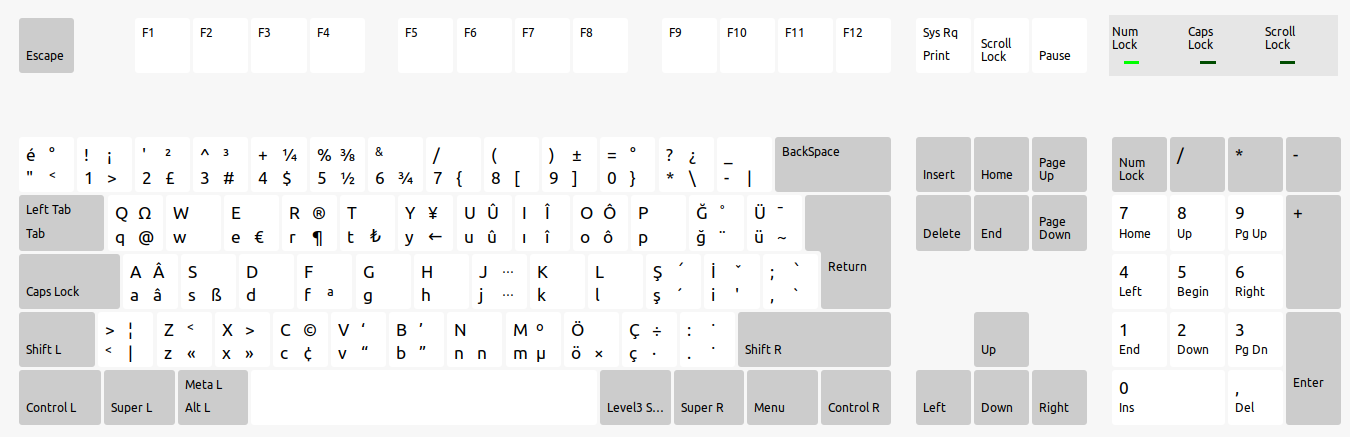 Escape F1 F2 F3 F4 F5 F6 F7 F8 F9 F10 F11 F12 Sys Rq Print Scroll Lock Pause Num Lock Caps Lock Scroll Lock
é ° ! ¡ ' ² ^ ³ + ¼ % ⅜ & / ( ) ± = ° ? ¿ _ BackSpace
" < 1 > 2 £ 3 # 4 $ 5 ½ 6 ¾ 7 { 8 [ 9 ] 0 } * \ - |
Insert Home Page Up Num Lock / * -
Left Tab Q Ω W E R ® T Y ¥ U Û I Î O Ô P Ğ ° Ü ¯
Tab q @ w e € r ¶ t ₺ y ← u û ı î o ô p ğ ¨ ü ~
Delete End Page Down 7 Home 8 Up 9 Pg Up +
A Â S D F G H J ··· K L Ş ´ İ ˇ ; `
Caps Lock a â s ß d f ª g h j ··· k l ş ´ i ' , ` Return
4 Left 5 Begin 6 Right
> ¦ Z < X > C © V ‘ B ’ N M º Ö Ç ÷ : ˙
Shift L < | z « x » c ¢ v “ b ” n n m µ ö × ç · . ˙ Shift R
Up 1 End 2 Down 3 Pg Dn
Control L Super L Meta L Alt L Level3 S... Super R Menu Control R
Left Down Right 0 Ins , Del Enter